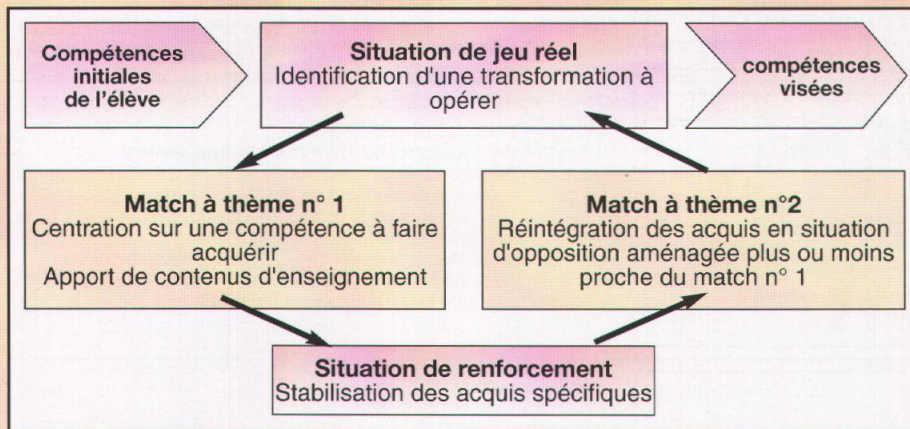 Compétences
initiales
de l'élève
Situation de jeu réel
Identification d'une transformation à
opérer
compétences
visées
Match à thème n° 1
Centration sur une compétence à faire
acquérir
Apport de contenus d'enseignement
Match à thème n°2
Réintégration des acquis en situation
d'opposition aménagée plus ou moins
proche du match n° 1
Situation de renforcement
Stabilisation des acquis spécifiques